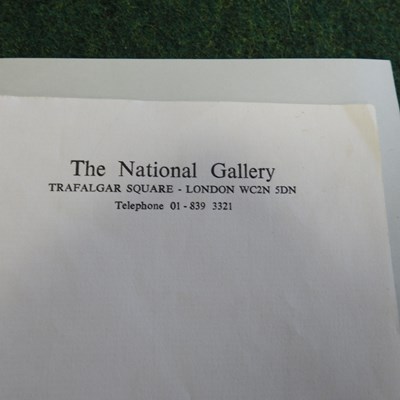 The National Gallery
TRAFALGAR SQUARE - LONDON WC2N 5DN
Telephone 01 - 839 3321